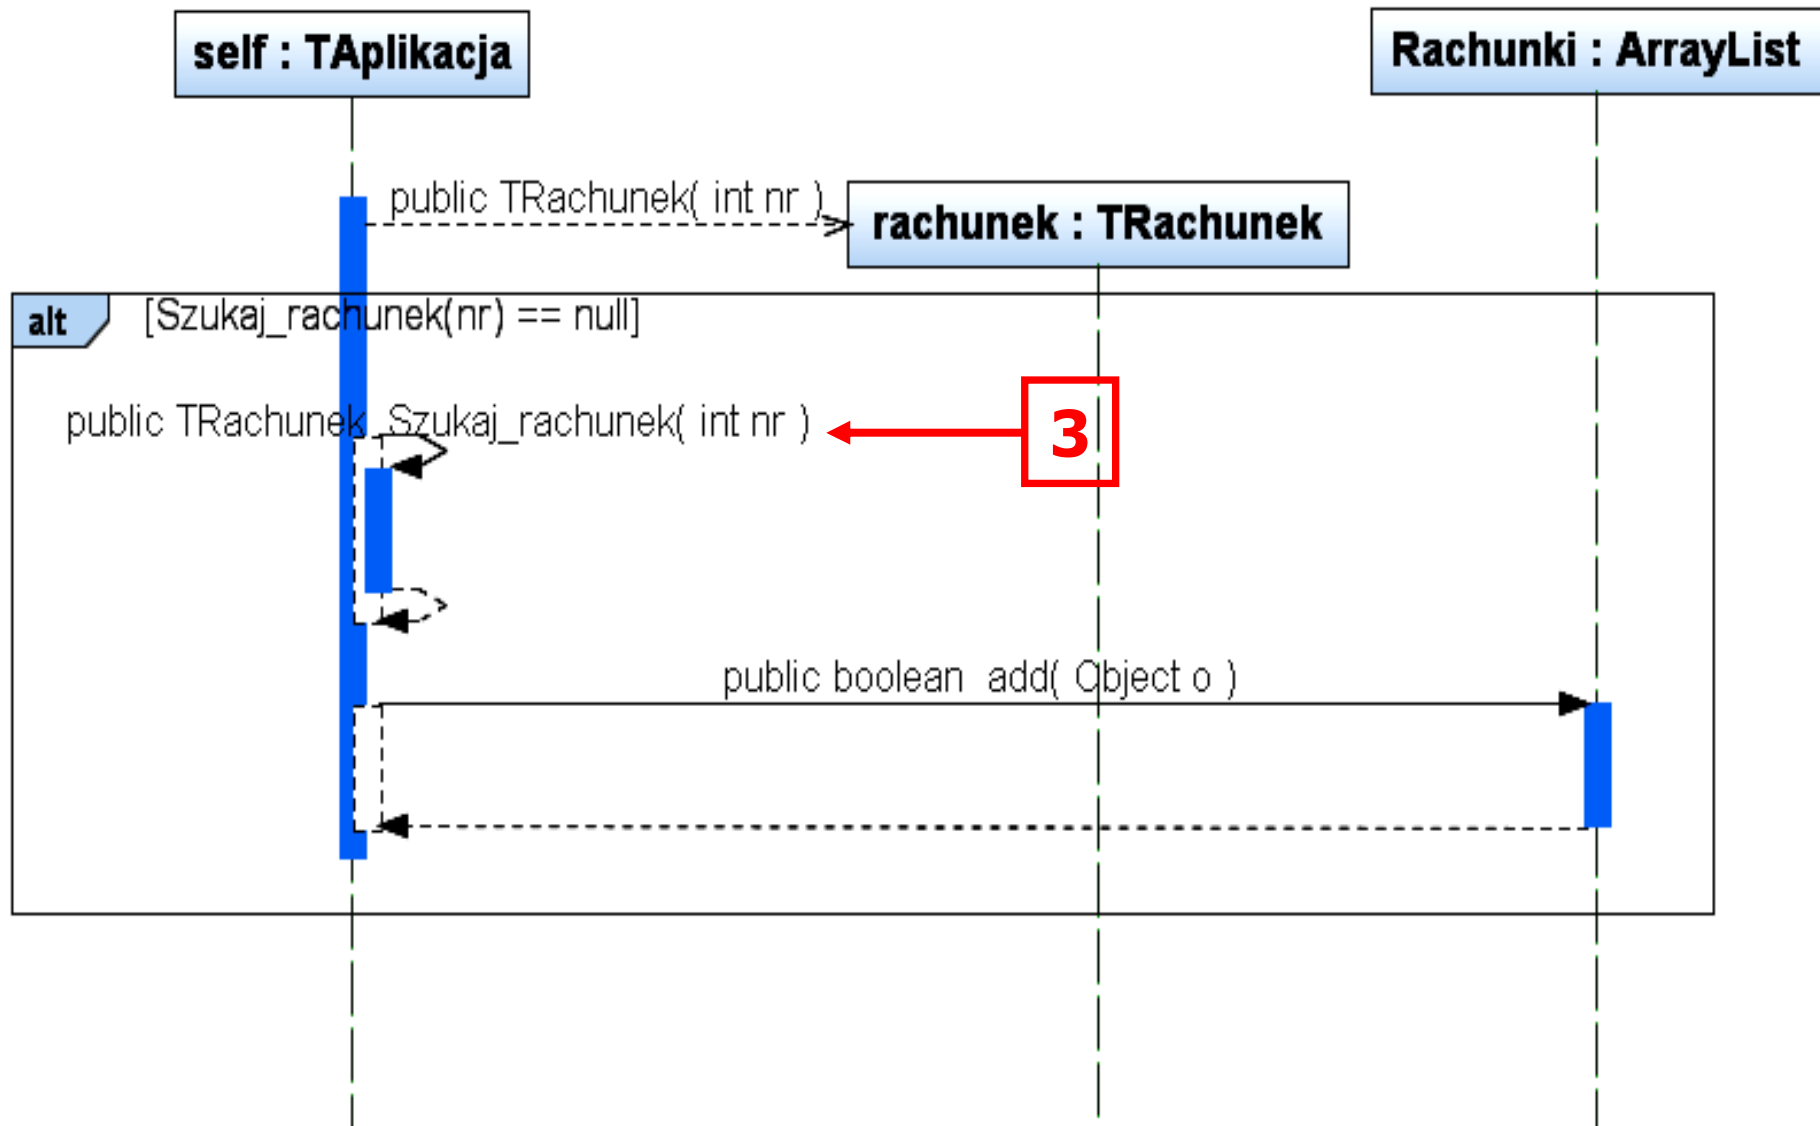 self : TAplikacja
Rachunki : ArrayList
public TRachunek( int nr )
rachunek : TRachunek
alt
[Szukaj_rachunek(nr) == null]
public TRachunek Szukaj_rachunek( int nr )
3
public boolean add( Object o )